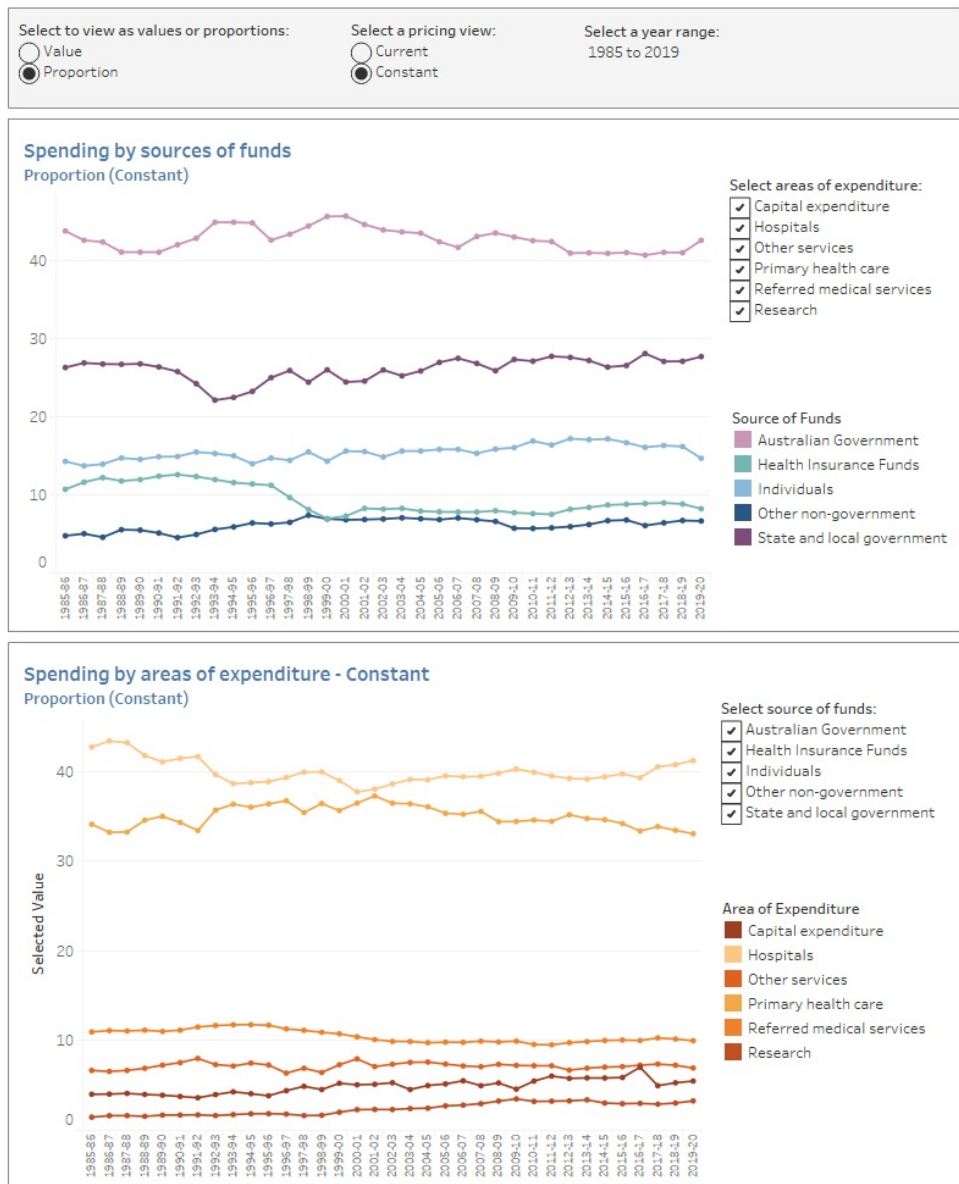 Select to view as values or proportions:
Value
Proportion
Select a pricing view:
Current
Constant
Select a year range:
1985 to 2019
Spending by sources of funds
Proportion (Constant)
40
30
20
10
0
1985-86
1986-87
1987-88
1988-89
1989-90
1990-91
1991-92
1992-93
1993-94
1994-95
1995-96
1996-97
1997-98
1998-99
1999-00
2000-01
2001-02
2002-03
2003-04
2004-05
2005-06
2006-07
2007-08
2008-09
2009-10
2010-11
2011-12
2012-13
2013-14
2014-15
2015-16
2016-17
2017-18
2018-19
2019-20
Select areas of expenditure:
Capital expenditure
Hospitals
Other services
Primary health care
Referred medical services
Research
Source of Funds
Australian Government
Health Insurance Funds
Individuals
Other non-government
State and local government
Spending by areas of expenditure - Constant
Proportion (Constant)
Selected Value
40
30
20
10
0
1985-86
1986-87
1987-88
1988-89
1989-90
1990-91
1991-92
1992-93
1993-94
1994-95
1995-96
1996-97
1997-98
1998-99
1999-00
2000-01
2001-02
2002-03
2003-04
2004-05
2005-06
2006-07
2007-08
2008-09
2009-10
2010-11
2011-12
2012-13
2013-14
2014-15
2015-16
2016-17
2017-18
2018-19
2019-20
Select source of funds:
Australian Government
Health Insurance Funds
Individuals
Other non-government
State and local government
Area of Expenditure
Capital expenditure
Hospitals
Other services
Primary health care
Referred medical services
Research